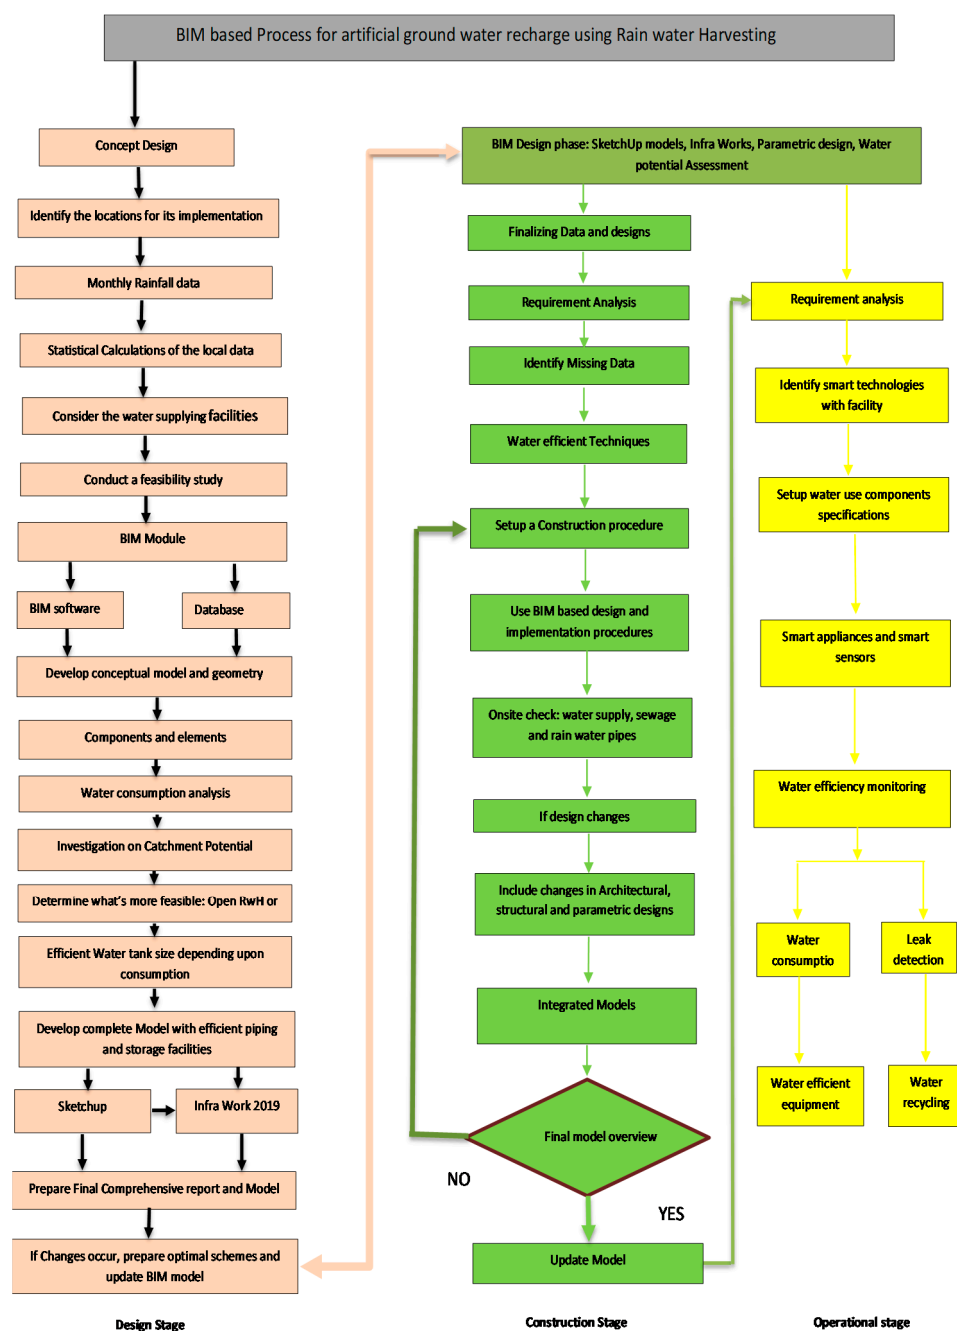 BIM based Process for artificial ground water recharge using Rain water Harvesting
Concept Design
Identify the locations for its implementation
Monthly Rainfall data
Statistical Calculations of the local data
Consider the water supplying facilities
Conduct a feasibility study
BIM Module
BIM software
Database
Develop conceptual model and geometry
Components and elements
Water consumption analysis
Investigation on Catchment Potential
Determine what's more feasible: Open RwH or
Efficient Water tank size depending upon
consumption
Develop complete Model with efficient piping
and storage facilities
Sketchup
Infra Work 2019
Prepare Final Comprehensive report and Model
If Changes occur, prepare optimal schemes and
update BIM model
Design Stage
BIM Design phase: SketchUp models, Infra Works, Parametric design, Water
potential Assessment
Finalizing Data and designs
Requirement Analysis
Identify Missing Data
Water efficient Techniques
Setup a Construction procedure
Use BIM based design and
implementation procedures
Onsite check: water supply, sewage
and rain water pipes
If design changes
Include changes in Architectural,
structural and parametric designs
Integrated Models
Final model overview
NO
YES
Update Model
Construction Stage
Requirement analysis
Identify smart technologies
with facility
Setup water use components
specifications
Smart appliances and smart
sensors
Water efficiency monitoring
Water
consumptio
Leak
detection
Water efficient
equipment
Water
recycling
Operational stage